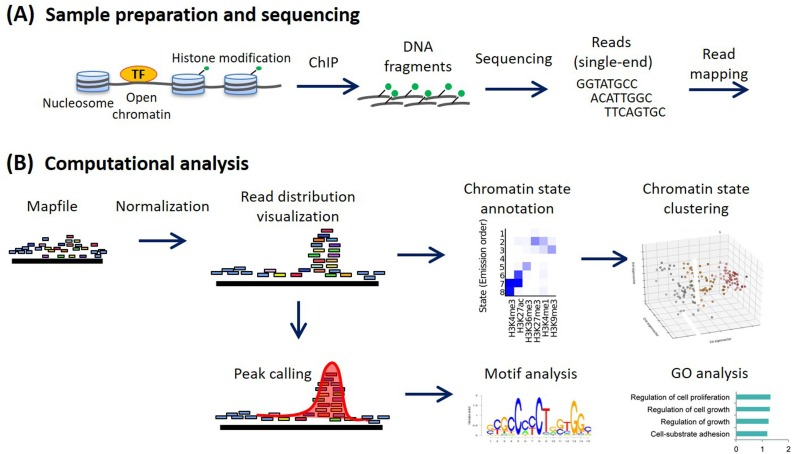 (A) Sample preparation and sequencing
TF
Histone modification
Nucleosome
Open
chromatin
ChIP
DNA
fragments
Sequencing
Reads
(single-end)
GGTATGCC
ACATTGGC
TTCAGTGC
Read
mapping
(B) Computational analysis
Mapfile
Normalization
Read distribution
visualization
Chromatin state
annotation
State (Emission order)
1
2
3
5
6
7
8
H3K4me3
H3K27ac
H3K36me3
H3K27me3
H3K4me1
H3K9me3
Chromatin state
clustering
Peak calling
Motif analysis
GO analysis
Regulation of cell proliferation
Regulation of cell growth
Regulation of growth
Cell-substrate adhesion
0 1 2